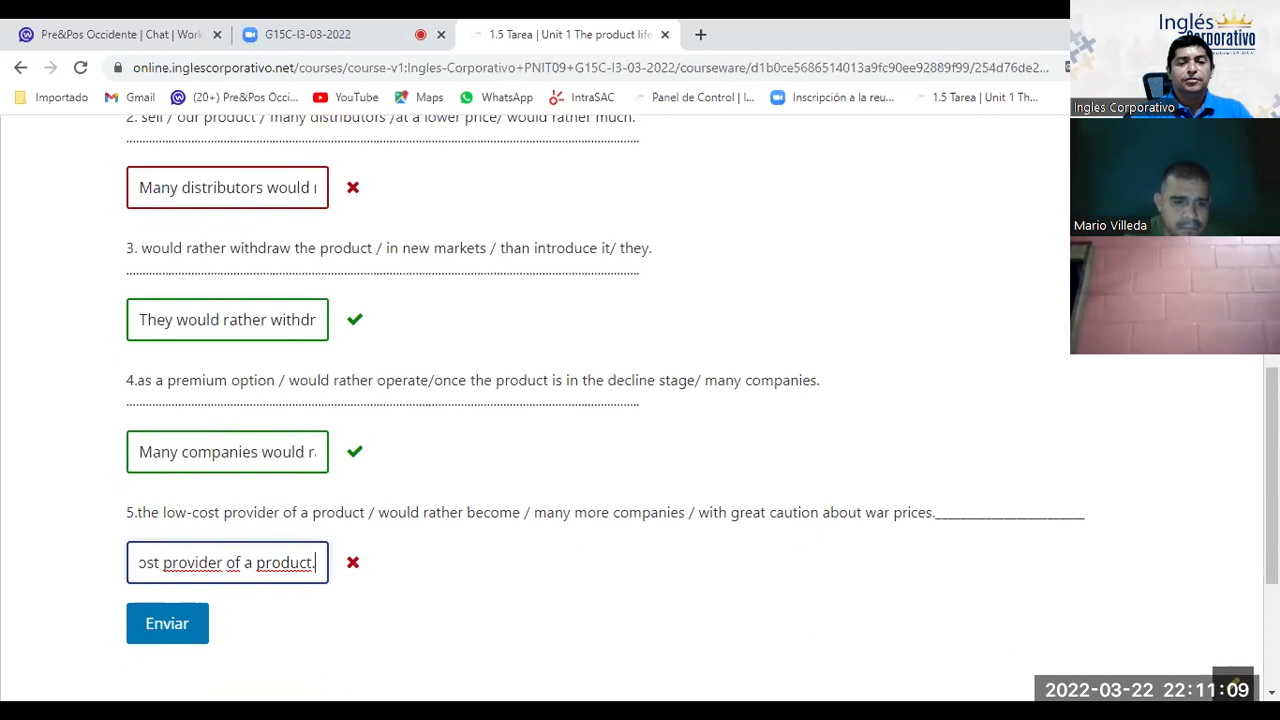 Pre&Pos Occidente | Chat | Work
G15C-I3-03-2022
1.5 Tarea | Unit 1 The product life
online.inglescorporativo.net/courses/course-v1:Ingles-Corporativo+PNIT09+G15C-I3-03-2022/courseware/d1b0ce5686514013a9fc90ee92889f99/254d76de2...
Importado
Gmail
(20+) Pre&Pos Occi...
YouTube
Maps
WhatsApp
IntraSAC
Panel de Control | I...
Inscripción a la reu...
1.5 Tarea | Unit 1 Th...
Inglés
Corporativo
Ingles Corporativo
Mario Villeda
2. sell / our product / many distributors /at a lower price/ would rather much.
Many distributors would
3. would rather withdraw the product / in new markets / than introduce it/ they.
They would rather withdr
4.as a premium option / would rather operate/once the product is in the decline stage/ many companies.
Many companies would r
5.the low-cost provider of a product / would rather become / many more companies / with great caution about war prices.______________________
ost provider of a product.
Enviar
2022-03-22 22:11:09